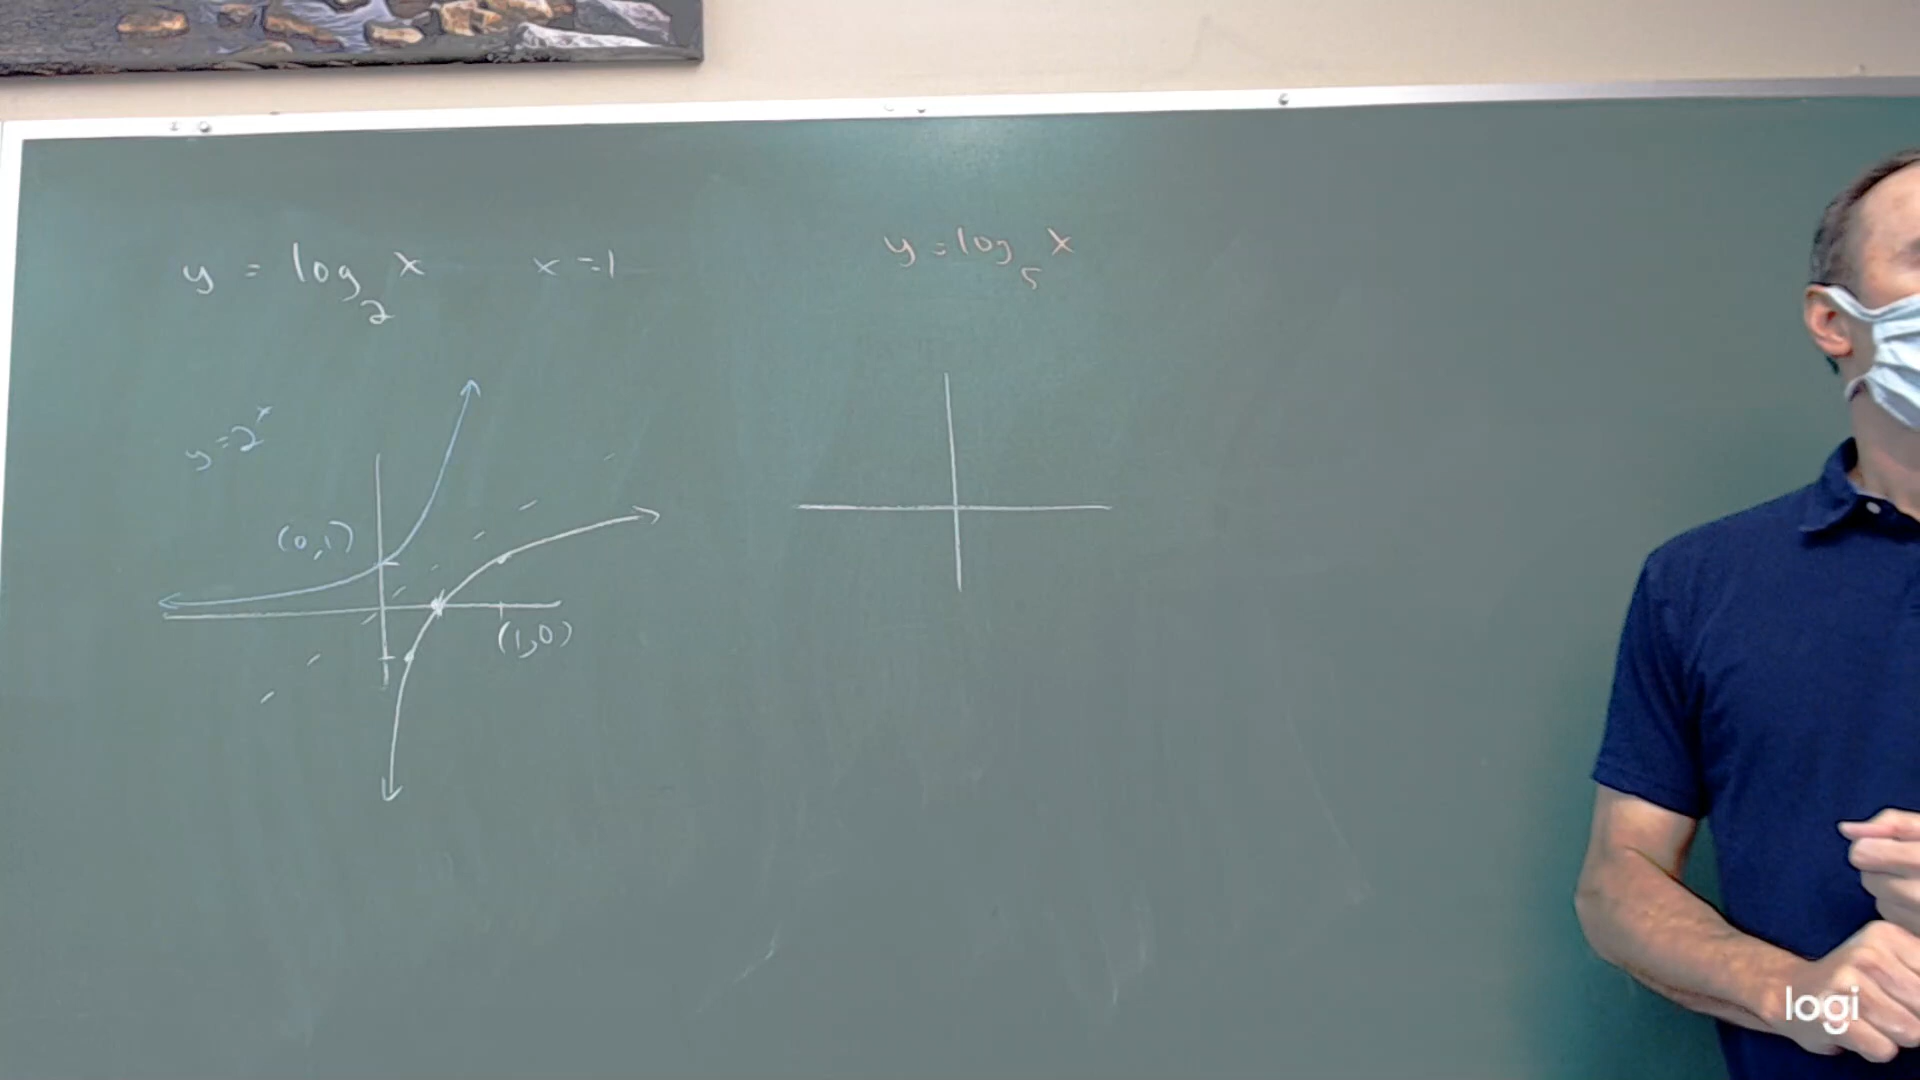 y = log₂ x    x = 1
y = 2ˣ
(0,1)
(1,0)
y = log₅ x
logi